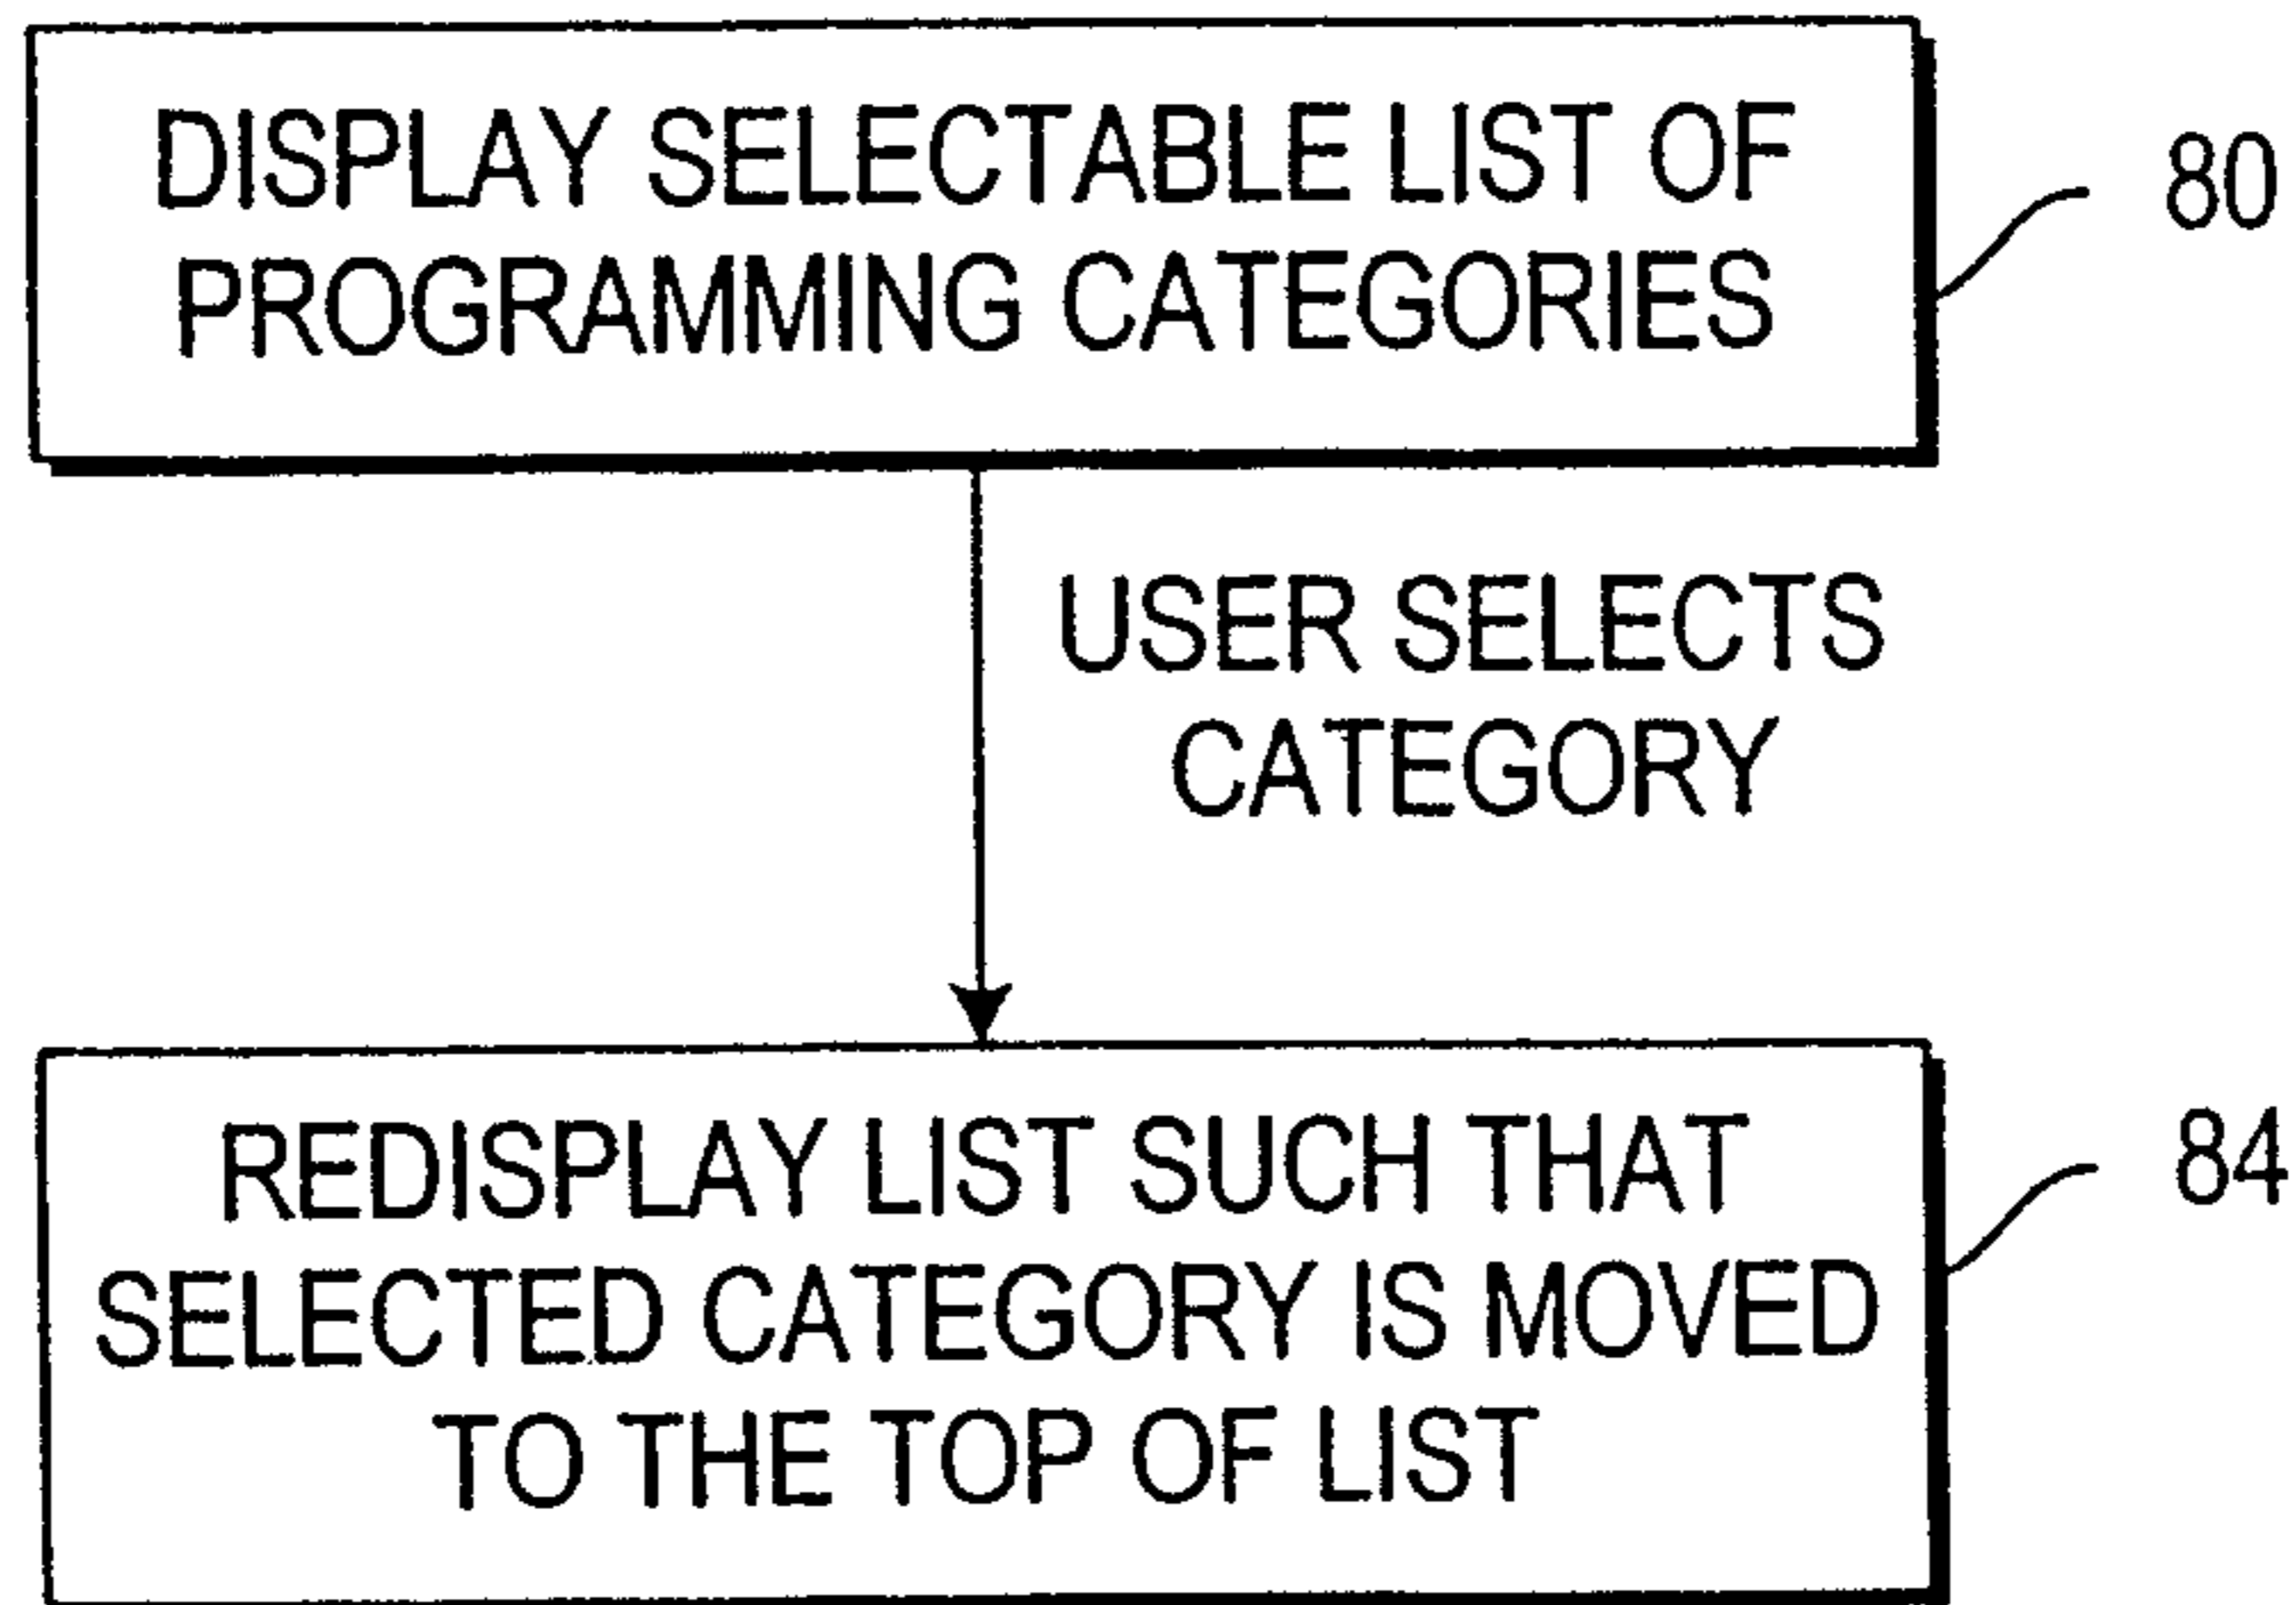 DISPLAY SELECTABLE LIST OF
PROGRAMMING CATEGORIES
80
USER SELECTS
CATEGORY
REDISPLAY LIST SUCH THAT
SELECTED CATEGORY IS MOVED
TO THE TOP OF LIST
84